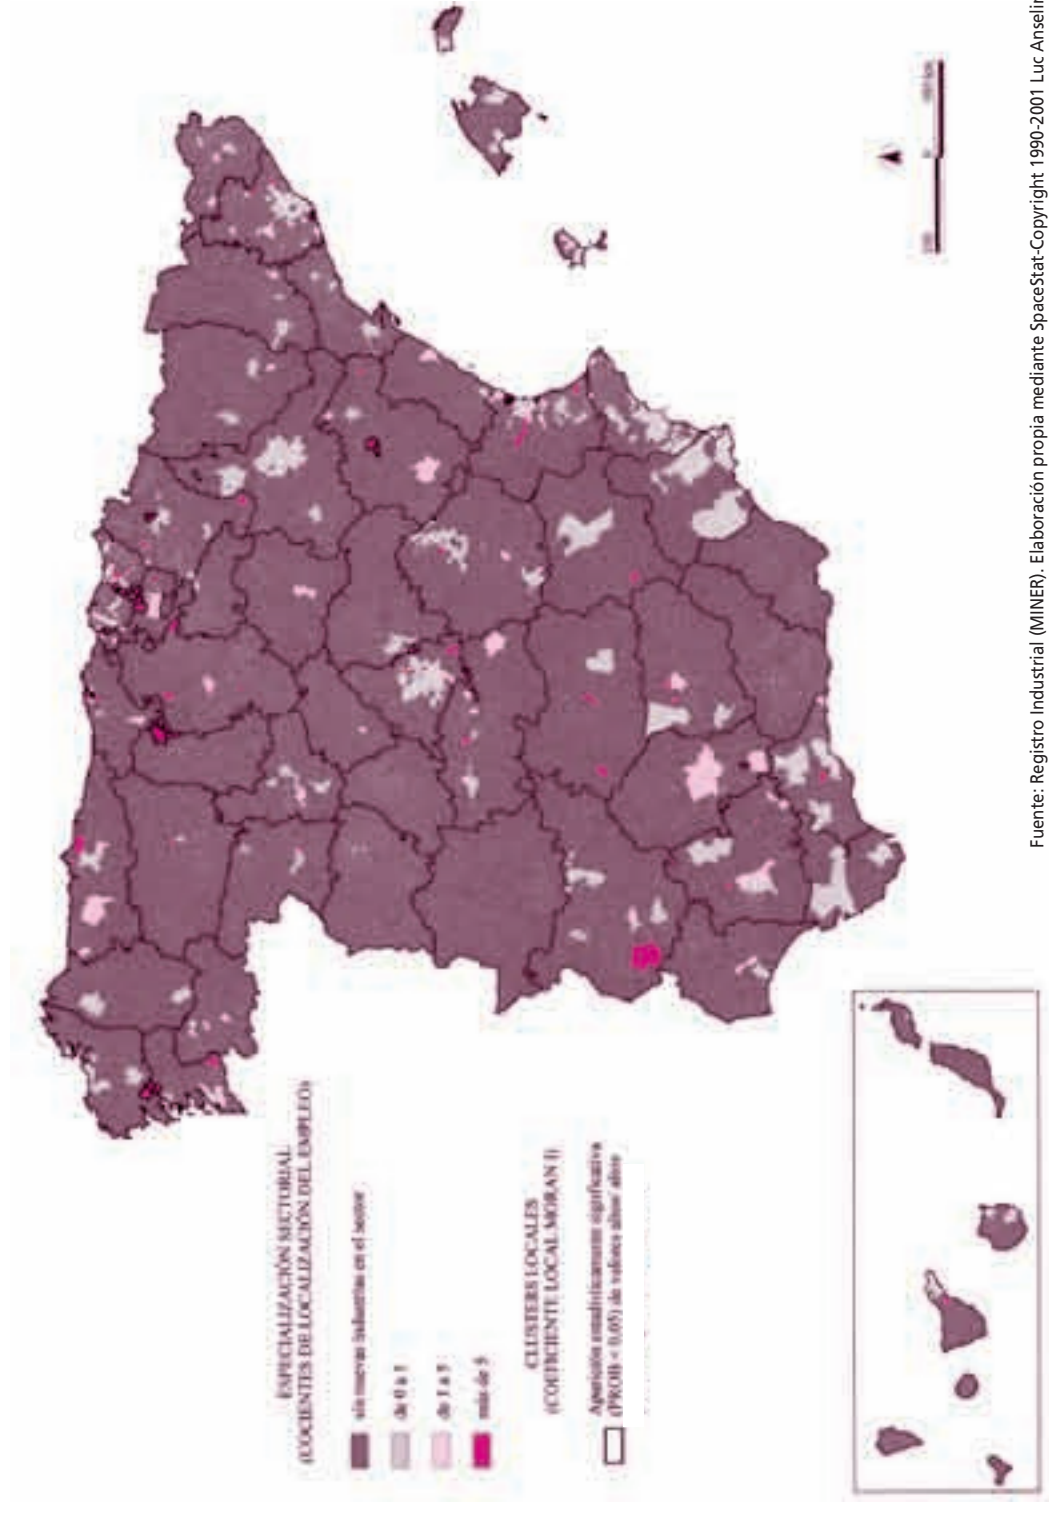 ESPECIALIZACIÓN SECTORIAL
(COCIENTES DE LOCALIZACIÓN DEL EMPLEO)
sin nuevas industrias en el sector
de 0 a 1
de 1 a 5
más de 5
CLUSTERS LOCALES
(COEFICIENTE LOCAL MORAN I)
Aparición estadísticamente significativa
(PROB < 0,05) de valores altos/ altos
100 0
Fuente: Registro Industrial (MINER). Elaboración propia mediante SpaceStat-Copyright 1990-2001 Luc Anselin